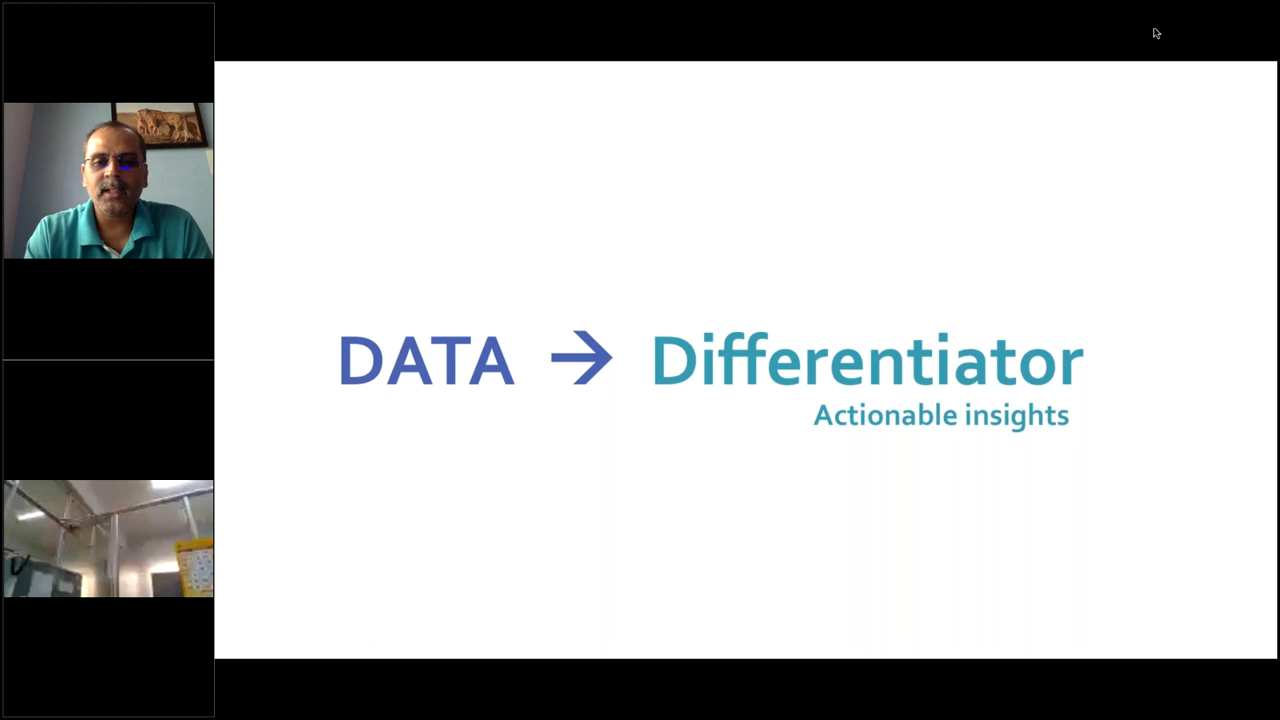 DATA → Differentiator
Actionable insights